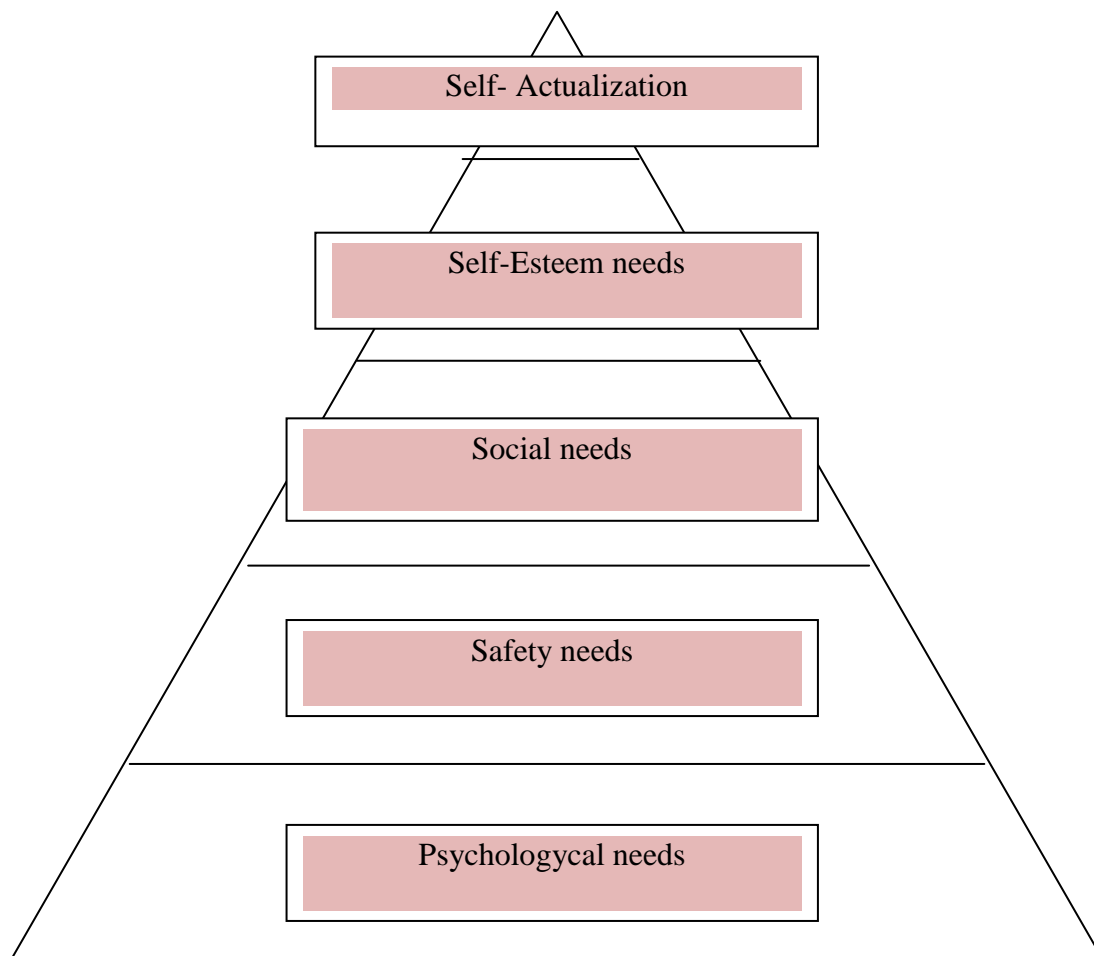 Self- Actualization
Self-Esteem needs
Social needs
Safety needs
Psychologycal needs